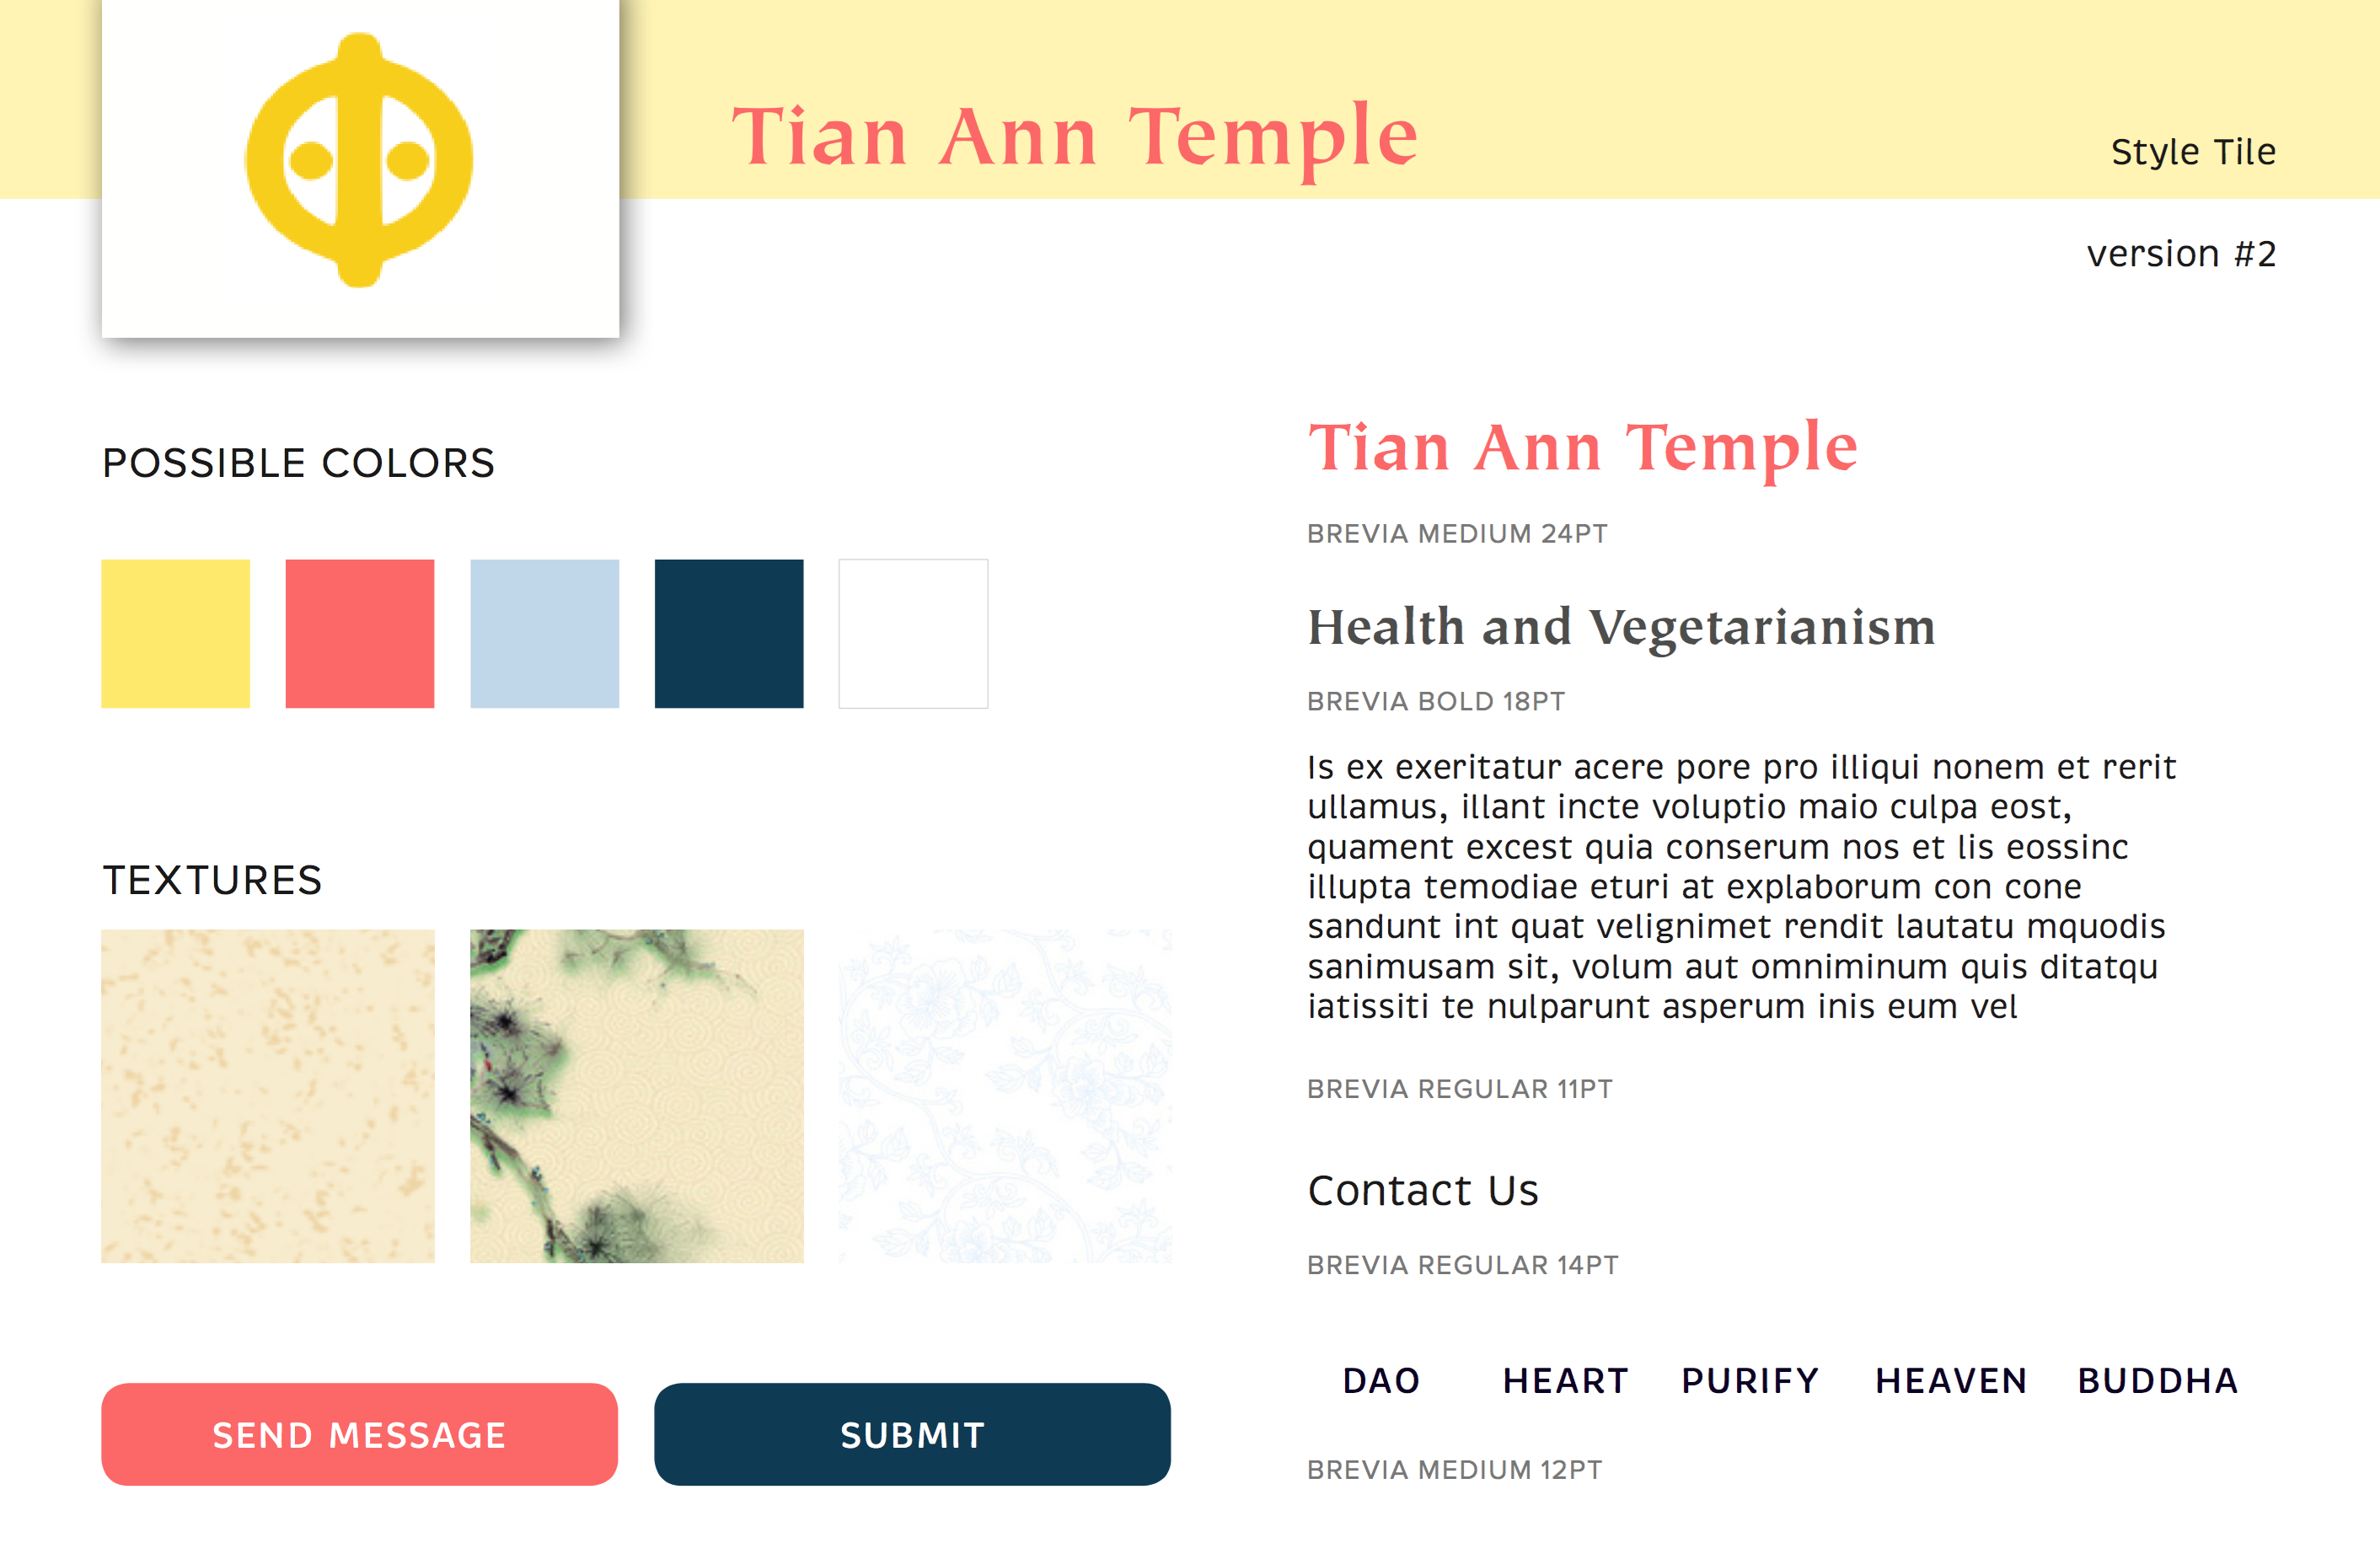 Tian Ann Temple
Style Tile
version #2
POSSIBLE COLORS
TEXTURES
SEND MESSAGE
SUBMIT
Tian Ann Temple
BREVIA MEDIUM 24PT
Health and Vegetarianism
BREVIA BOLD 18PT
Is ex exeritatur acere pore pro illiqui nonem et rerit
ullamus, illant incte voluptio maio culpa eost,
quament excest quia conserum nos et lis eossinc
illupta temodiae eturi at explaborum con cone
sandunt int quat velignimet rendit lautatu mquodis
sanimusam sit, volum aut omniminum quis ditatqu
iatissiti te nulparunt asperum inis eum vel
BREVIA REGULAR 11PT
Contact Us
BREVIA REGULAR 14PT
DAO HEART PURIFY HEAVEN BUDDHA
BREVIA MEDIUM 12PT